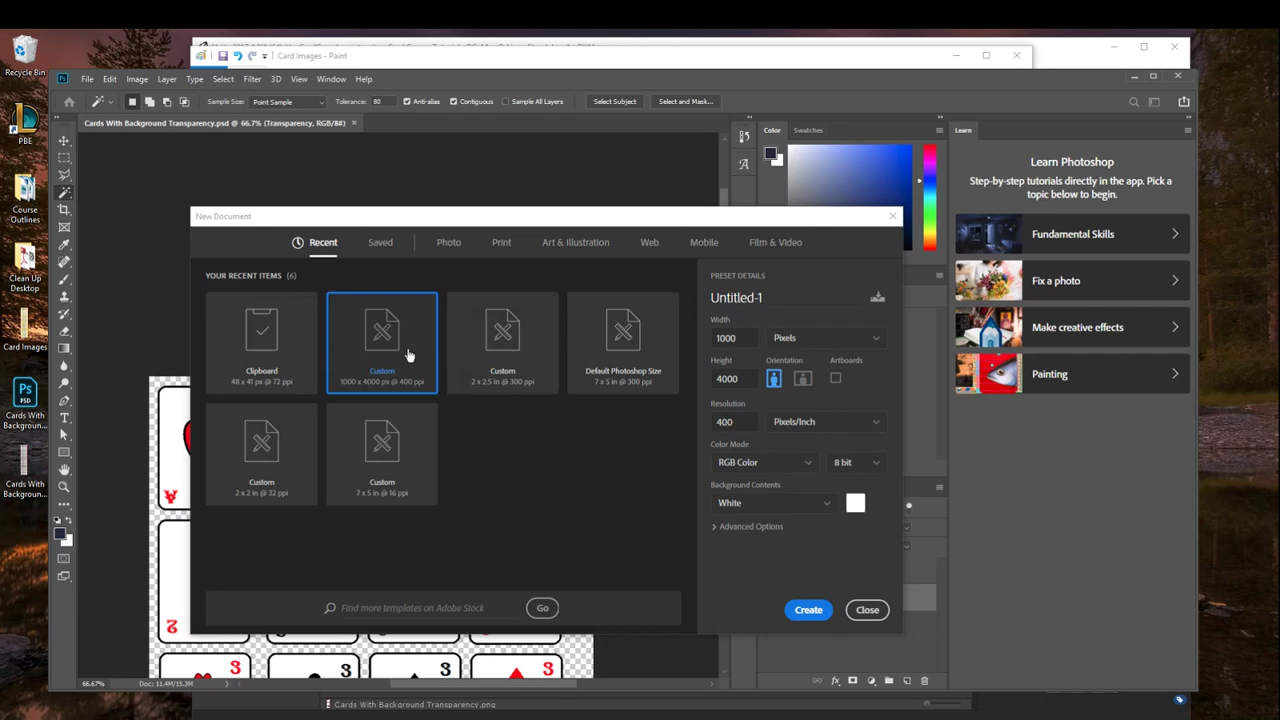 Recycle Bin
PBE
Course
Outlines
Clean Up
Desktop
Card Images
Cards With
Backgroun...
Cards With
Backgroun...
Card Images - Paint
File Edit Image Layer Type Select Filter 3D View Window Help
Sample Size: Point Sample Tolerance: 80 Anti-alias Contiguous Sample All Layers Select Subject Select and Mask...
Cards With Background Transparency.psd @ 66.7% (Transparency, RGB/8#)
Color Swatches Learn
Learn Photoshop
Step-by-step tutorials directly in the app. Pick a
topic below to begin.
Fundamental Skills
Fix a photo
Make creative effects
Painting
New Document
Recent Saved Photo Print Art & Illustration Web Mobile Film & Video
YOUR RECENT ITEMS (6)
Clipboard
48 x 41 px @ 72 ppi
Custom
1000 x 4000 px @ 400 ppi
Custom
2 x 2.5 in @ 300 ppi
Default Photoshop Size
7 x 5 in @ 300 ppi
Custom
2 x 2 in @ 32 ppi
Custom
7 x 5 in @ 16 ppi
Find more templates on Adobe Stock Go
PRESET DETAILS
Untitled-1
Width
1000 Pixels
Height Orientation Artboards
4000
Resolution
400 Pixels/Inch
Color Mode
RGB Color 8 bit
Background Contents
White
Advanced Options
Create Close
A
2
3 3 3 3
66.67% Doc: 11.4M/15.3M
Cards With Background Transparency.png